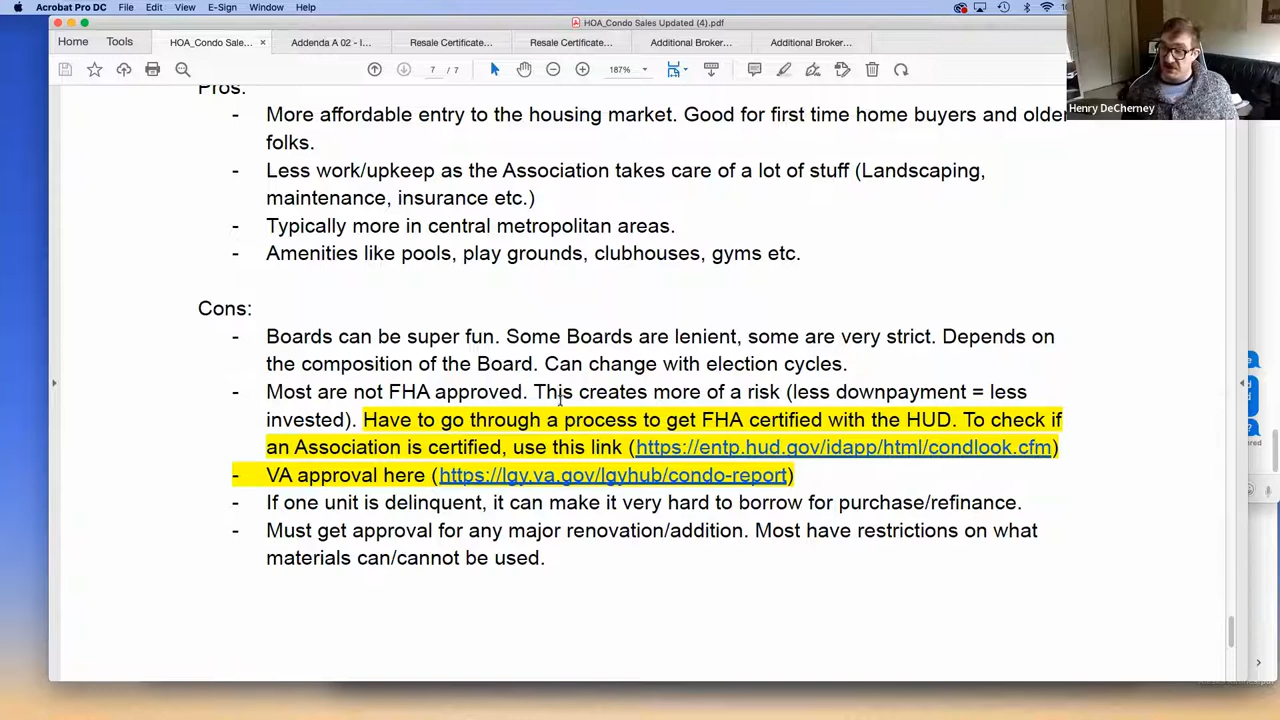 Acrobat Pro DC File Edit View E-Sign Window Help
HOA_Condo Sales Updated (4).pdf
Home Tools HOA_Condo Sale... × Addenda A 02 - I... Resale Certificate... Resale Certificate... Additional Broker... Additional Broker...
7 / 7 187%
Henry DeCherney
Pros:
- More affordable entry to the housing market. Good for first time home buyers and older
folks.
- Less work/upkeep as the Association takes care of a lot of stuff (Landscaping,
maintenance, insurance etc.)
- Typically more in central metropolitan areas.
- Amenities like pools, play grounds, clubhouses, gyms etc.
Cons:
- Boards can be super fun. Some Boards are lenient, some are very strict. Depends on
the composition of the Board. Can change with election cycles.
- Most are not FHA approved. This creates more of a risk (less downpayment = less
invested). Have to go through a process to get FHA certified with the HUD. To check if
an Association is certified, use this link (https://entp.hud.gov/idapp/html/condlook.cfm)
- VA approval here (https://lgy.va.gov/lgyhub/condo-report)
- If one unit is delinquent, it can make it very hard to borrow for purchase/refinance.
- Must get approval for any major renovation/addition. Most have restrictions on what
materials can/cannot be used.